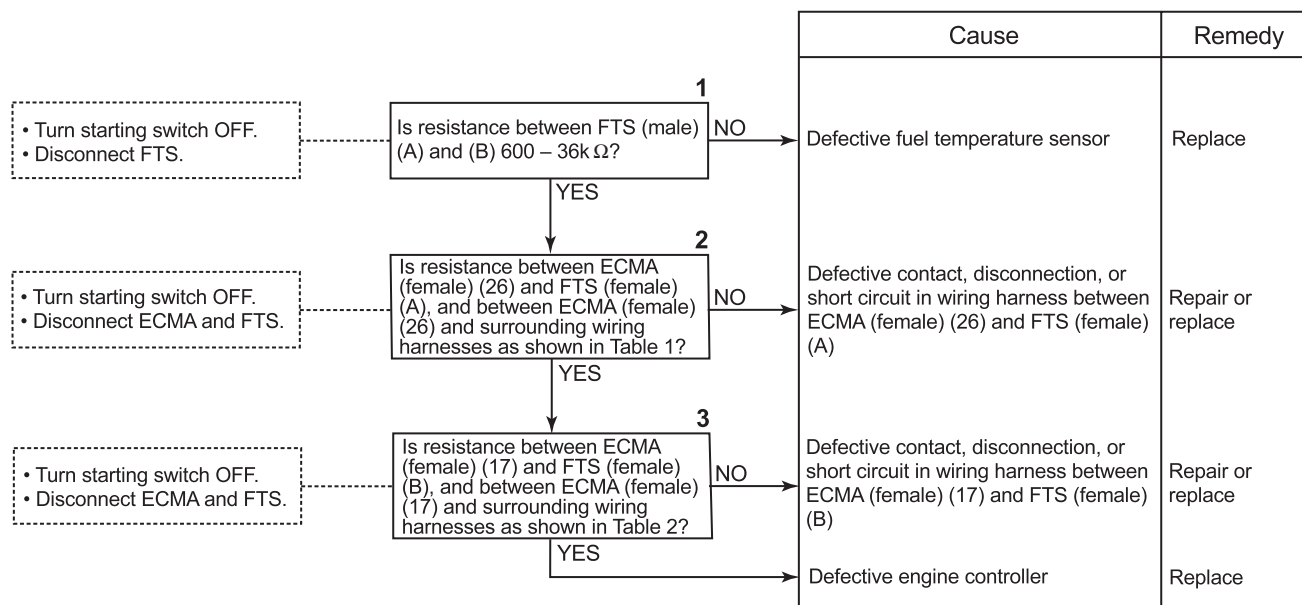 Cause
Remedy
1
• Turn starting switch OFF.
• Disconnect FTS.
Is resistance between FTS (male)
(A) and (B) 600 – 36k Ω?
NO
Defective fuel temperature sensor
Replace
YES
2
• Turn starting switch OFF.
• Disconnect ECMA and FTS.
Is resistance between ECMA
(female) (26) and FTS (female)
(A), and between ECMA (female)
(26) and surrounding wiring
harnesses as shown in Table 1?
NO
Defective contact, disconnection, or
short circuit in wiring harness between
ECMA (female) (26) and FTS (female)
(A)
Repair or
replace
YES
3
• Turn starting switch OFF.
• Disconnect ECMA and FTS.
Is resistance between ECMA
(female) (17) and FTS (female)
(B), and between ECMA (female)
(17) and surrounding wiring
harnesses as shown in Table 2?
NO
Defective contact, disconnection, or
short circuit in wiring harness between
ECMA (female) (17) and FTS (female)
(B)
Repair or
replace
YES
Defective engine controller
Replace